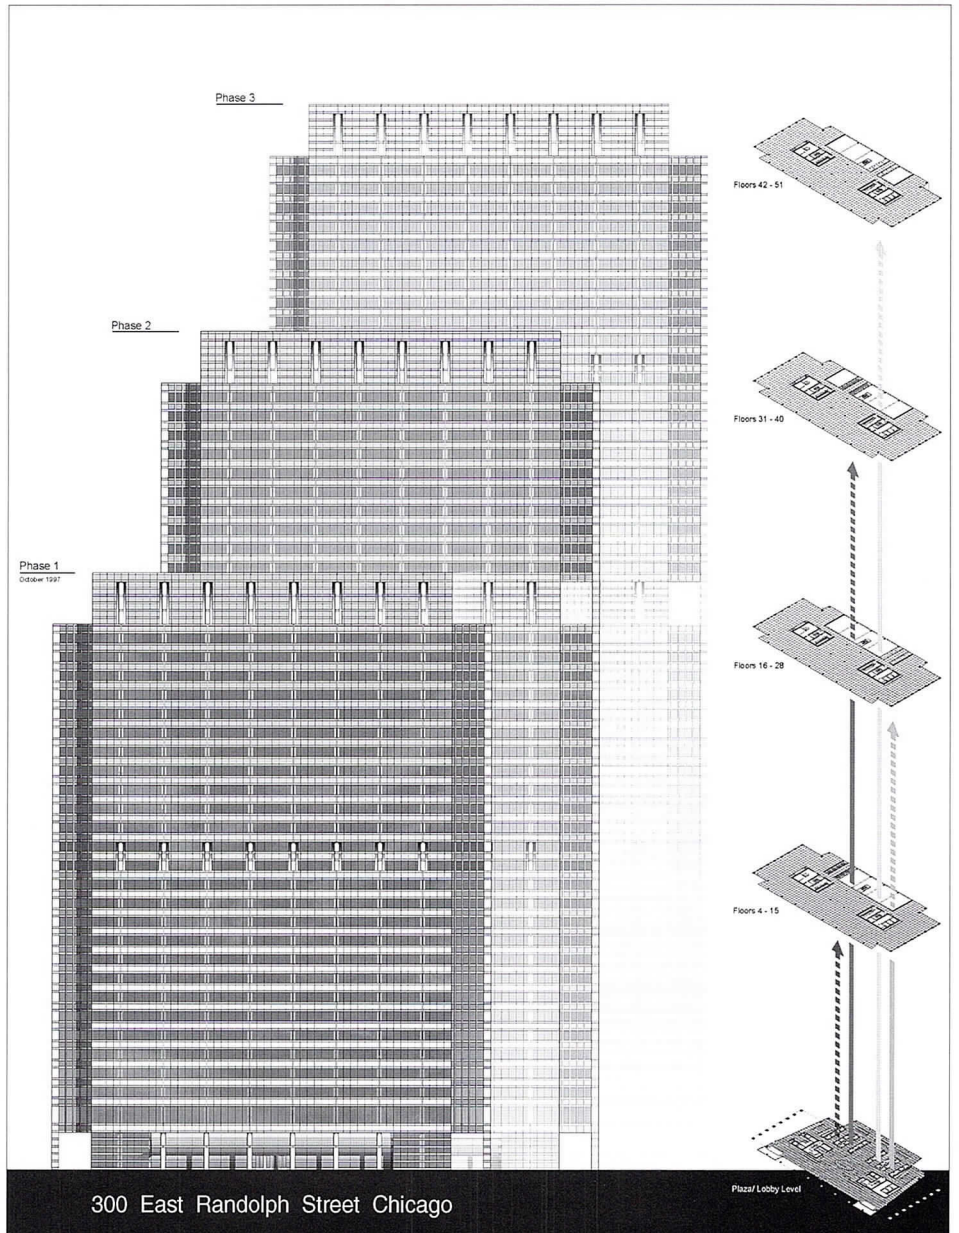 Phase 3
Phase 2
Phase 1
October 1997
Floors 42 - 51
Floors 31 - 40
Floors 16 - 28
Floors 4 - 15
Plaza/ Lobby Level
300 East Randolph Street Chicago